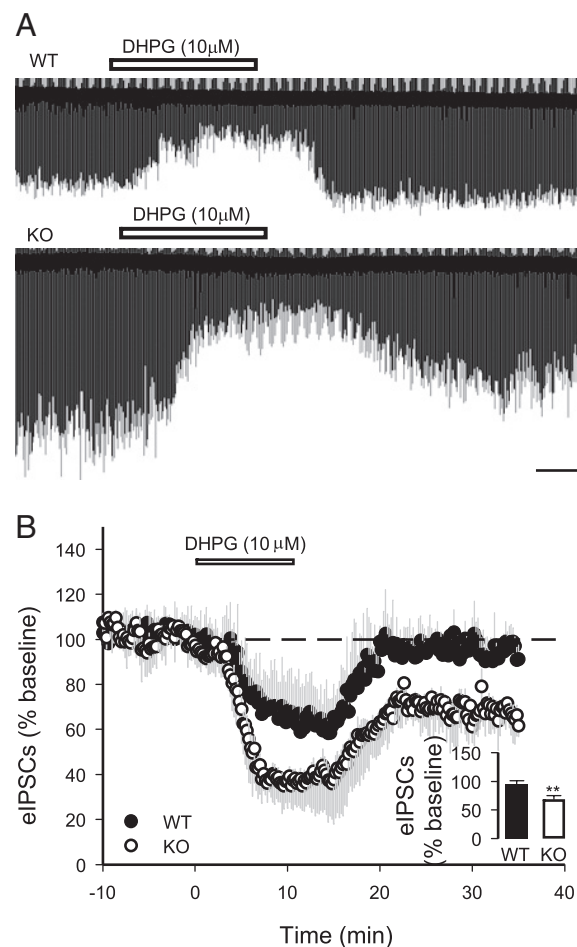 A
DHPG (10μM)
WT
DHPG (10μM)
KO
B
DHPG (10 μM)
140
120
100
80
60
40
20
0
eIPSCs (% baseline)
WT
KO
150
100
50
0
eIPSCs
(% baseline)
**
WT KO
-10 0 10 20 30 40
Time (min)